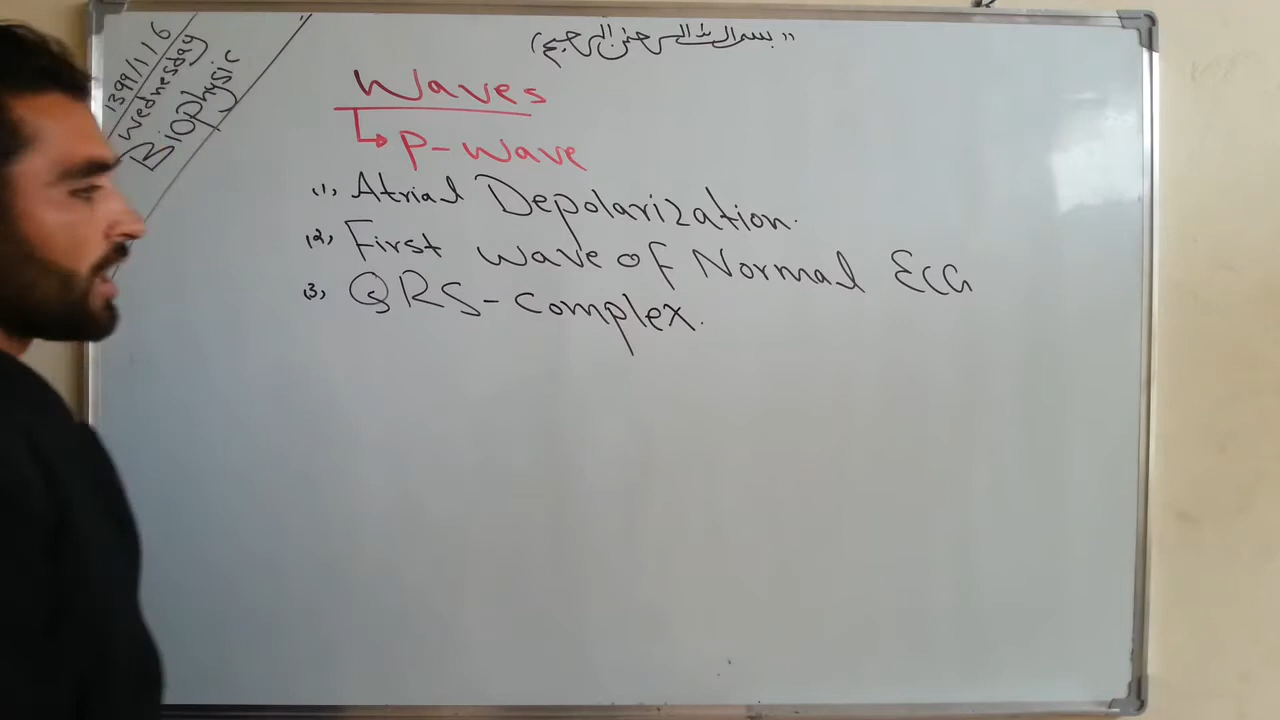 "بسم الله الرحمن الرحیم"
1399/1/6
Wednesday
Biophysic
Waves
P-wave
(1), Atrial Depolarization.
(2), First wave of Normal ECG
(3), QRS-complex.